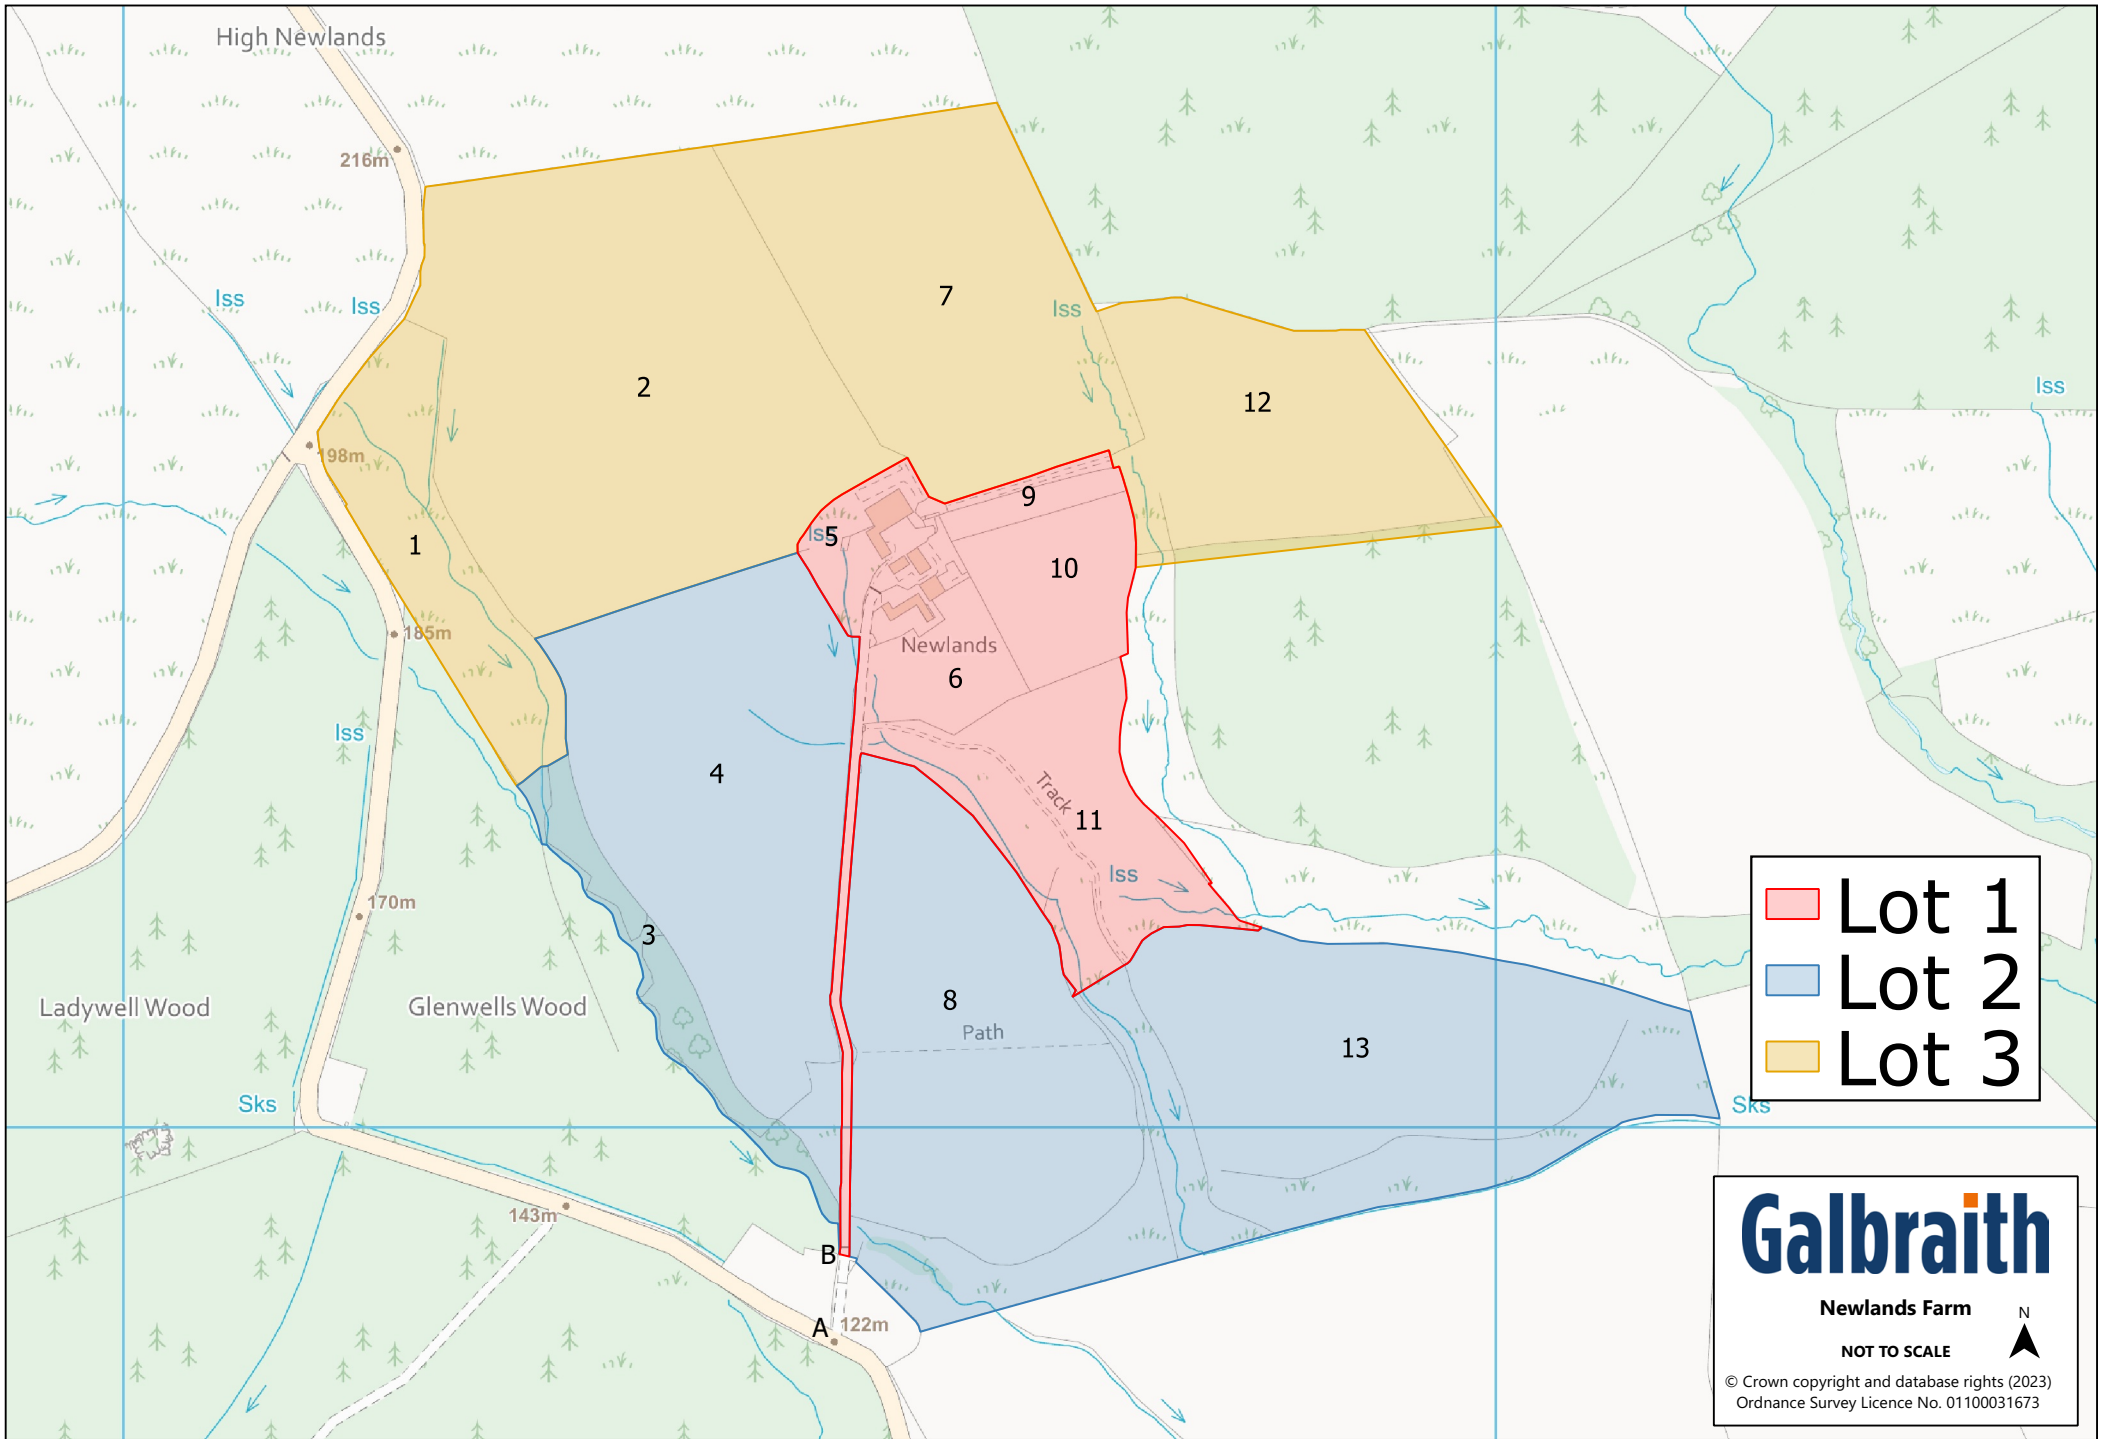 High Newlands
216m
7
Iss
Iss
Iss
Iss
2
12
198m
9
5
Iss
1
10
185m
Newlands
6
Iss
4
Track
11
Iss
170m
3
Lot 1
Lot 2
Lot 3
Ladywell Wood
Glenwells Wood
8
Path
13
Sks
Sks
143m
B
A
122m
Galbraith
Newlands Farm
N
NOT TO SCALE
© Crown copyright and database rights (2023)
Ordnance Survey Licence No. 01100031673